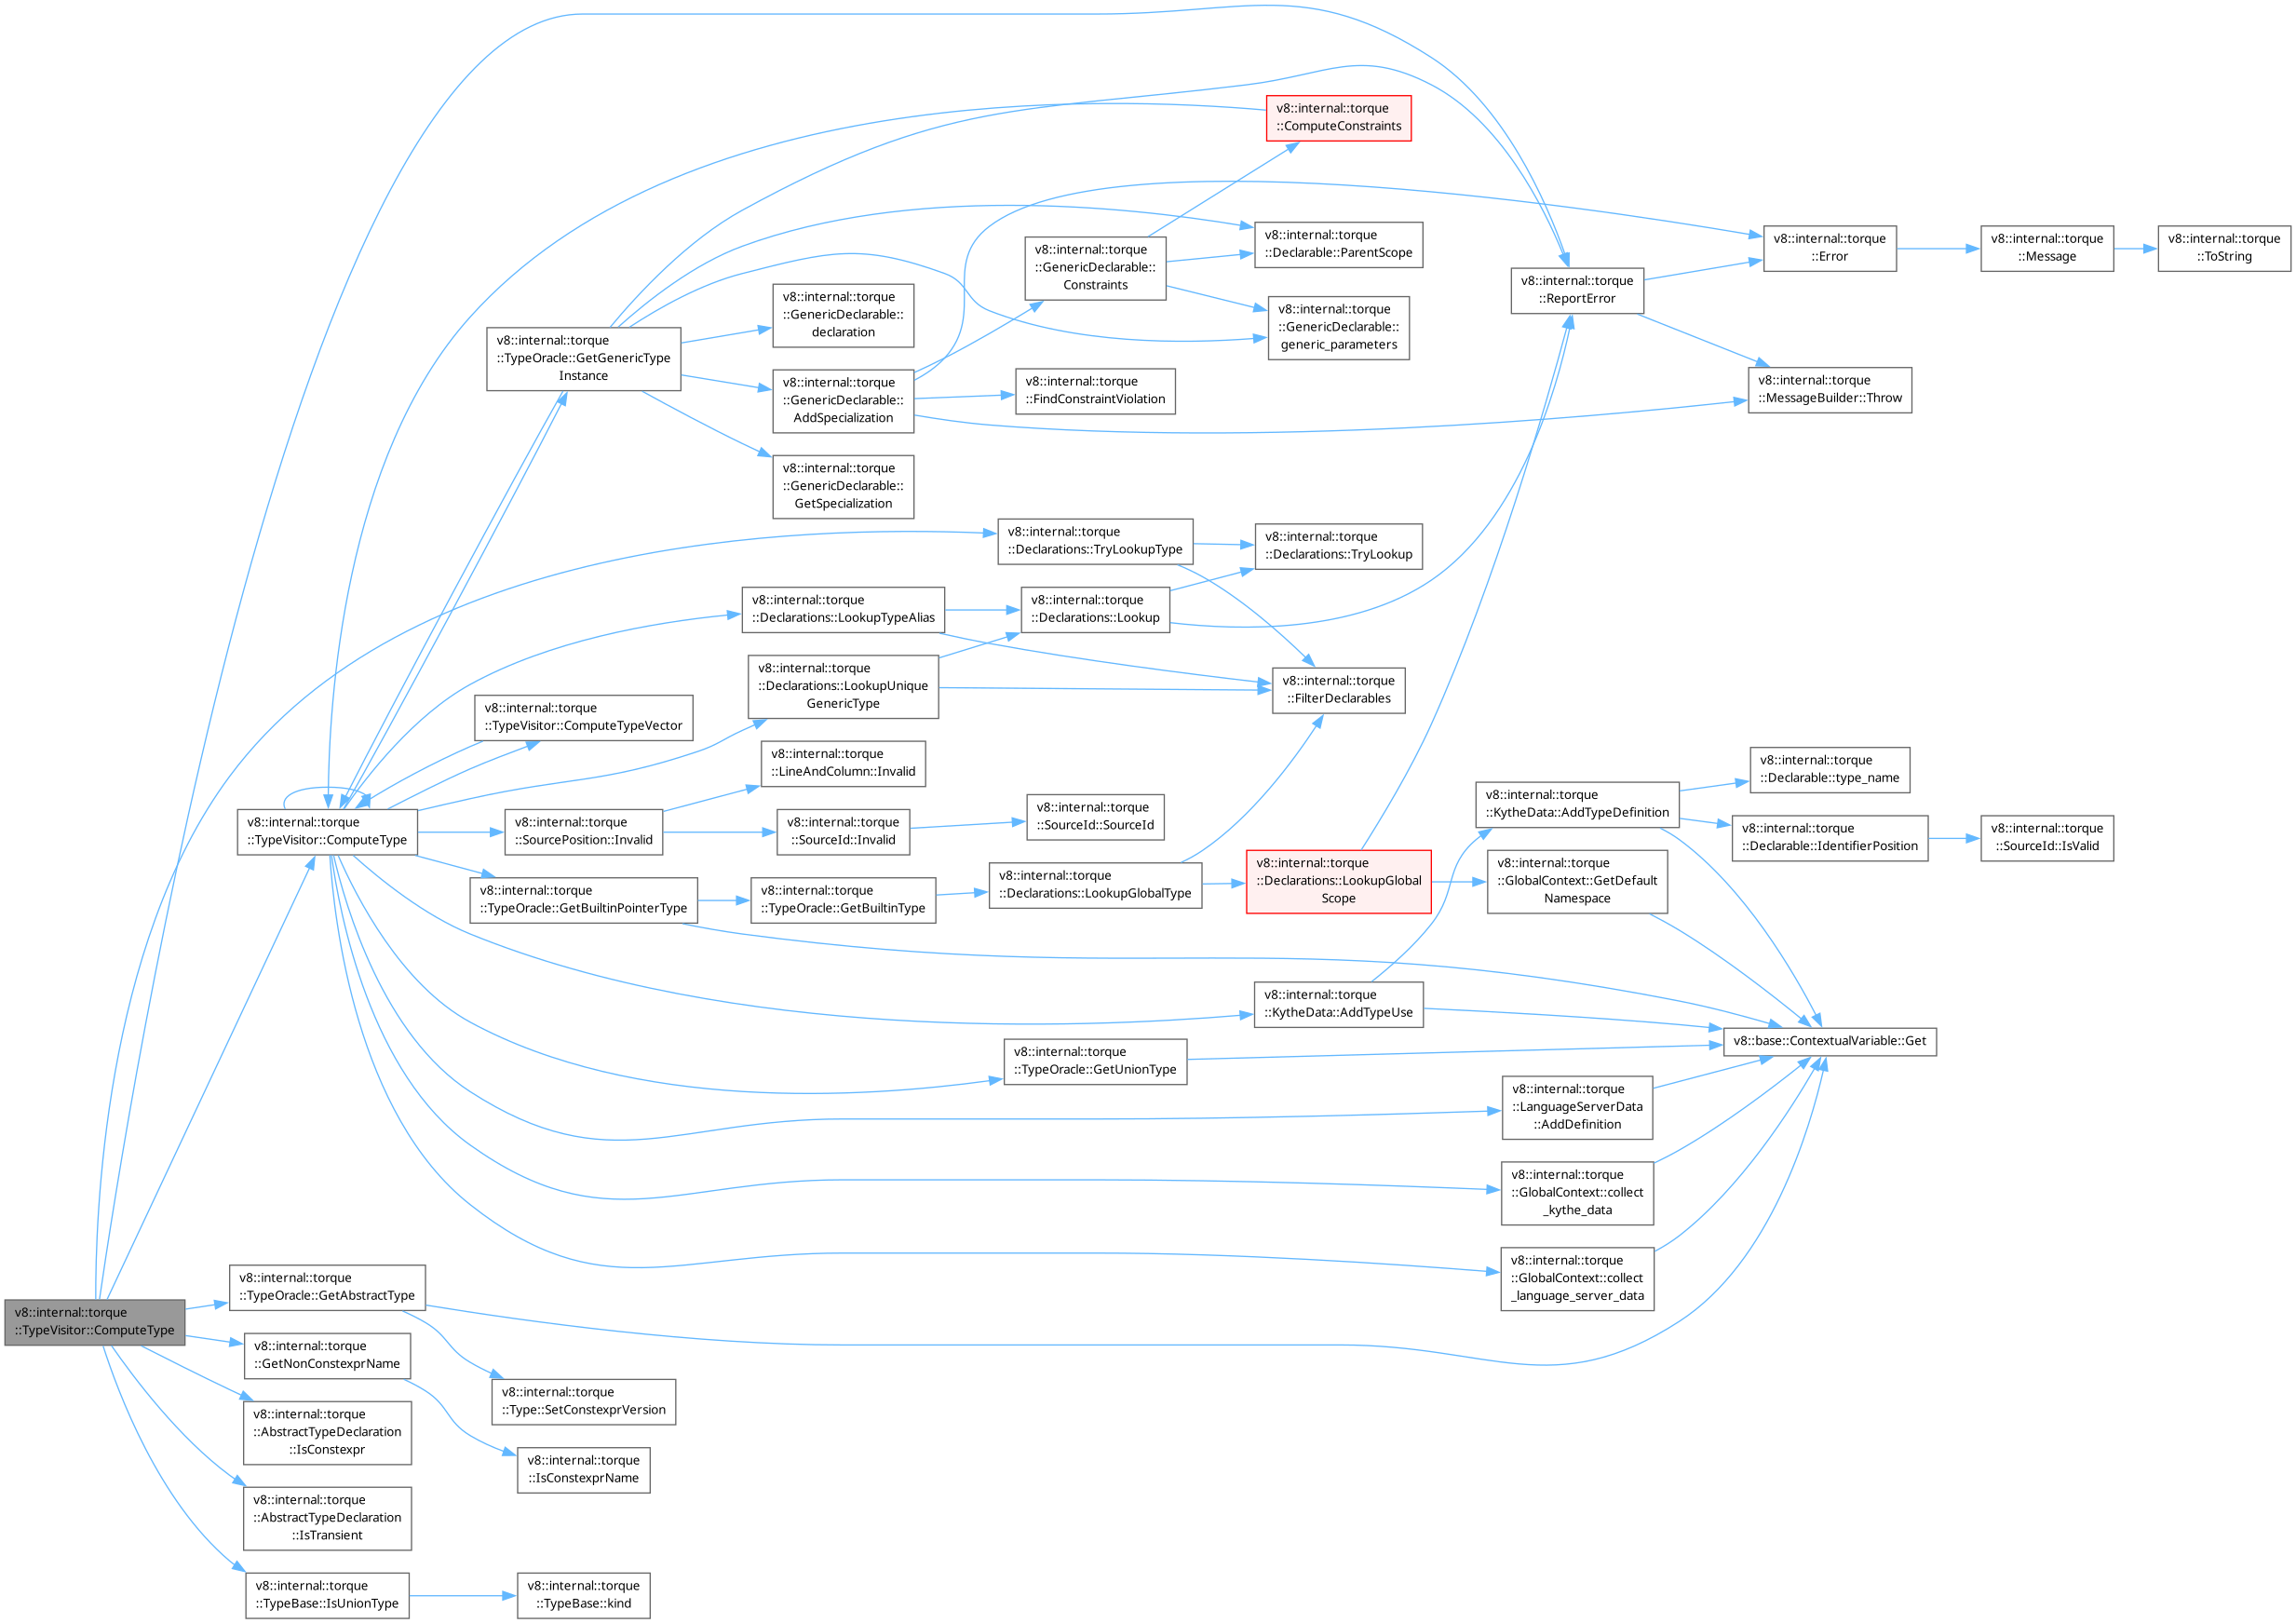 v8::internal::torque
::ComputeConstraints
v8::internal::torque
::Declarable::ParentScope
v8::internal::torque
::Error
v8::internal::torque
::Message
v8::internal::torque
::ToString
v8::internal::torque
::GenericDeclarable::
Constraints
v8::internal::torque
::ReportError
v8::internal::torque
::GenericDeclarable::
declaration
v8::internal::torque
::GenericDeclarable::
generic_parameters
v8::internal::torque
::TypeOracle::GetGenericType
Instance
v8::internal::torque
::GenericDeclarable::
AddSpecialization
v8::internal::torque
::FindConstraintViolation
v8::internal::torque
::MessageBuilder::Throw
v8::internal::torque
::GenericDeclarable::
GetSpecialization
v8::internal::torque
::Declarations::TryLookupType
v8::internal::torque
::Declarations::TryLookup
v8::internal::torque
::Declarations::LookupTypeAlias
v8::internal::torque
::Declarations::Lookup
v8::internal::torque
::Declarations::LookupUnique
GenericType
v8::internal::torque
::FilterDeclarables
v8::internal::torque
::TypeVisitor::ComputeTypeVector
v8::internal::torque
::LineAndColumn::Invalid
v8::internal::torque
::Declarable::type_name
v8::internal::torque
::TypeVisitor::ComputeType
v8::internal::torque
::SourcePosition::Invalid
v8::internal::torque
::SourceId::Invalid
v8::internal::torque
::SourceId::SourceId
v8::internal::torque
::KytheData::AddTypeDefinition
v8::internal::torque
::Declarable::IdentifierPosition
v8::internal::torque
::SourceId::IsValid
v8::internal::torque
::TypeOracle::GetBuiltinPointerType
v8::internal::torque
::TypeOracle::GetBuiltinType
v8::internal::torque
::Declarations::LookupGlobalType
v8::internal::torque
::Declarations::LookupGlobal
Scope
v8::internal::torque
::GlobalContext::GetDefault
Namespace
v8::internal::torque
::KytheData::AddTypeUse
v8::base::ContextualVariable::Get
v8::internal::torque
::TypeOracle::GetUnionType
v8::internal::torque
::LanguageServerData
::AddDefinition
v8::internal::torque
::GlobalContext::collect
_kythe_data
v8::internal::torque
::GlobalContext::collect
_language_server_data
v8::internal::torque
::TypeVisitor::ComputeType
v8::internal::torque
::TypeOracle::GetAbstractType
v8::internal::torque
::GetNonConstexprName
v8::internal::torque
::Type::SetConstexprVersion
v8::internal::torque
::AbstractTypeDeclaration
::IsConstexpr
v8::internal::torque
::IsConstexprName
v8::internal::torque
::AbstractTypeDeclaration
::IsTransient
v8::internal::torque
::TypeBase::IsUnionType
v8::internal::torque
::TypeBase::kind